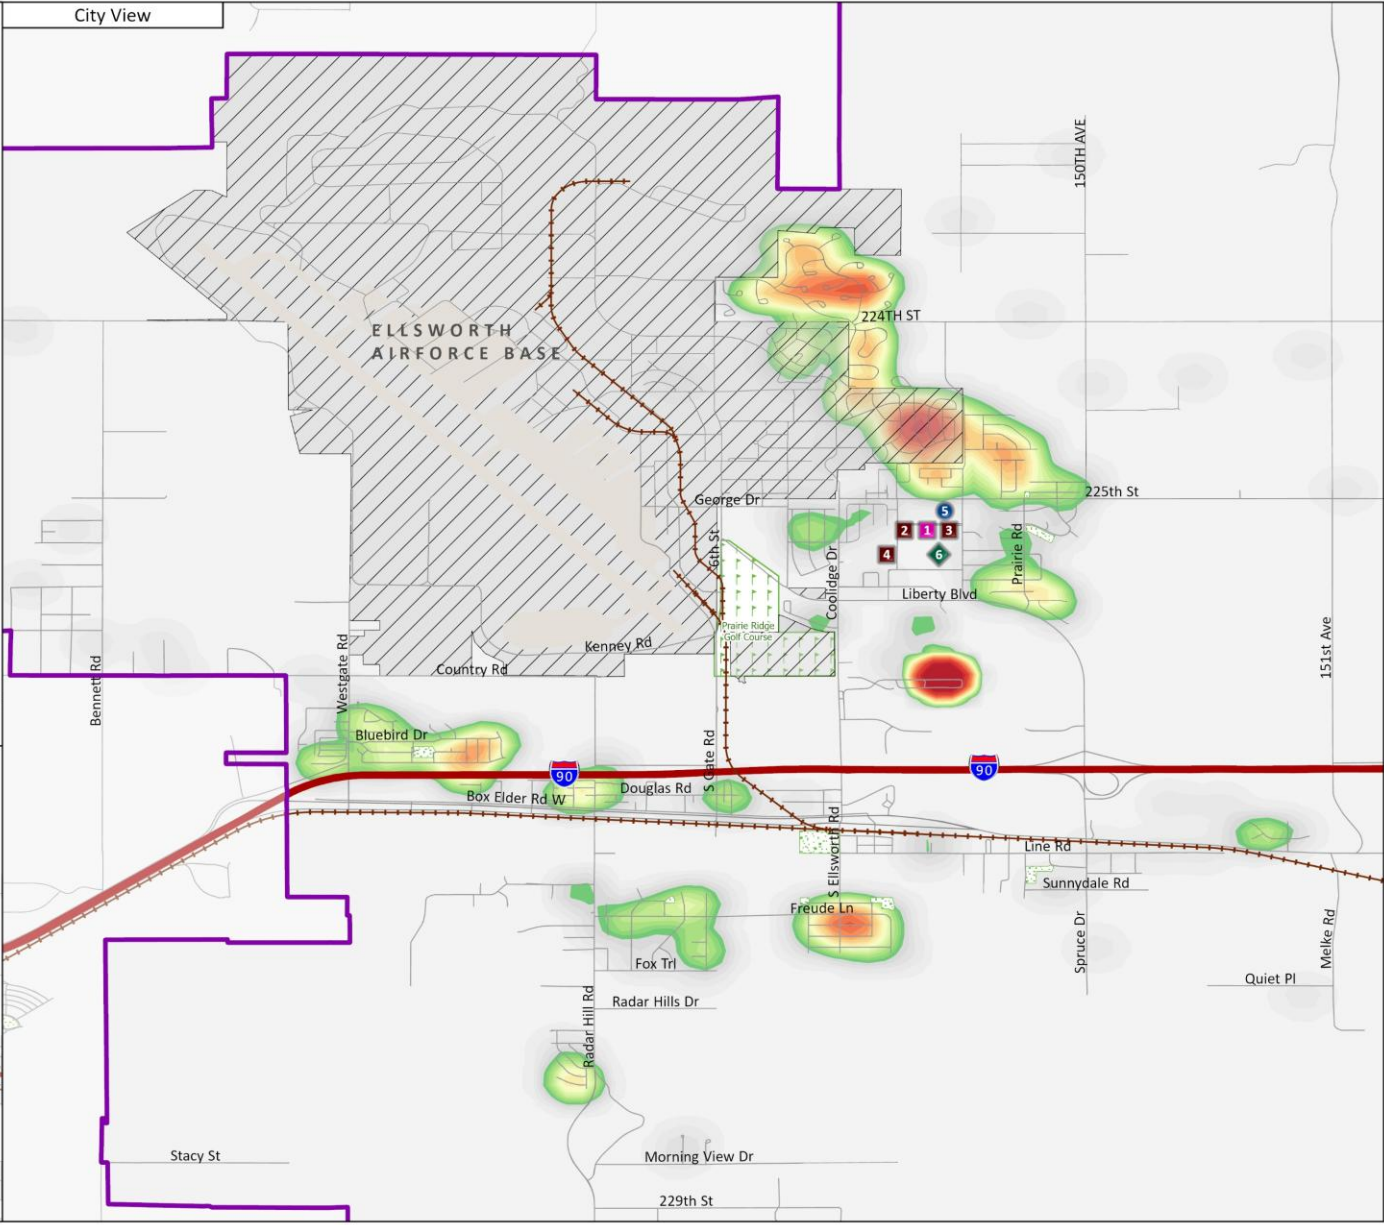 City View
150TH AVE
ELLSWORTH
AIRFORCE BASE
224TH ST
225th St
George Dr
6th St
5
2
1
3
4
6
Prairie Rd
Coolidge Dr
Liberty Blvd
Prairie Ridge
Golf Course
Kenney Rd
Country Rd
Westgate Rd
Bennett Rd
151st Ave
Bluebird Dr
S Gate Rd
90
90
Douglas Rd
Box Elder Rd W
S Ellsworth Rd
Line Rd
Sunnydale Rd
Freude Ln
Spruce Dr
Melke Rd
Fox Trl
Quiet Pl
Radar Hills Dr
Radar Hill Rd
Stacy St
Morning View Dr
229th St